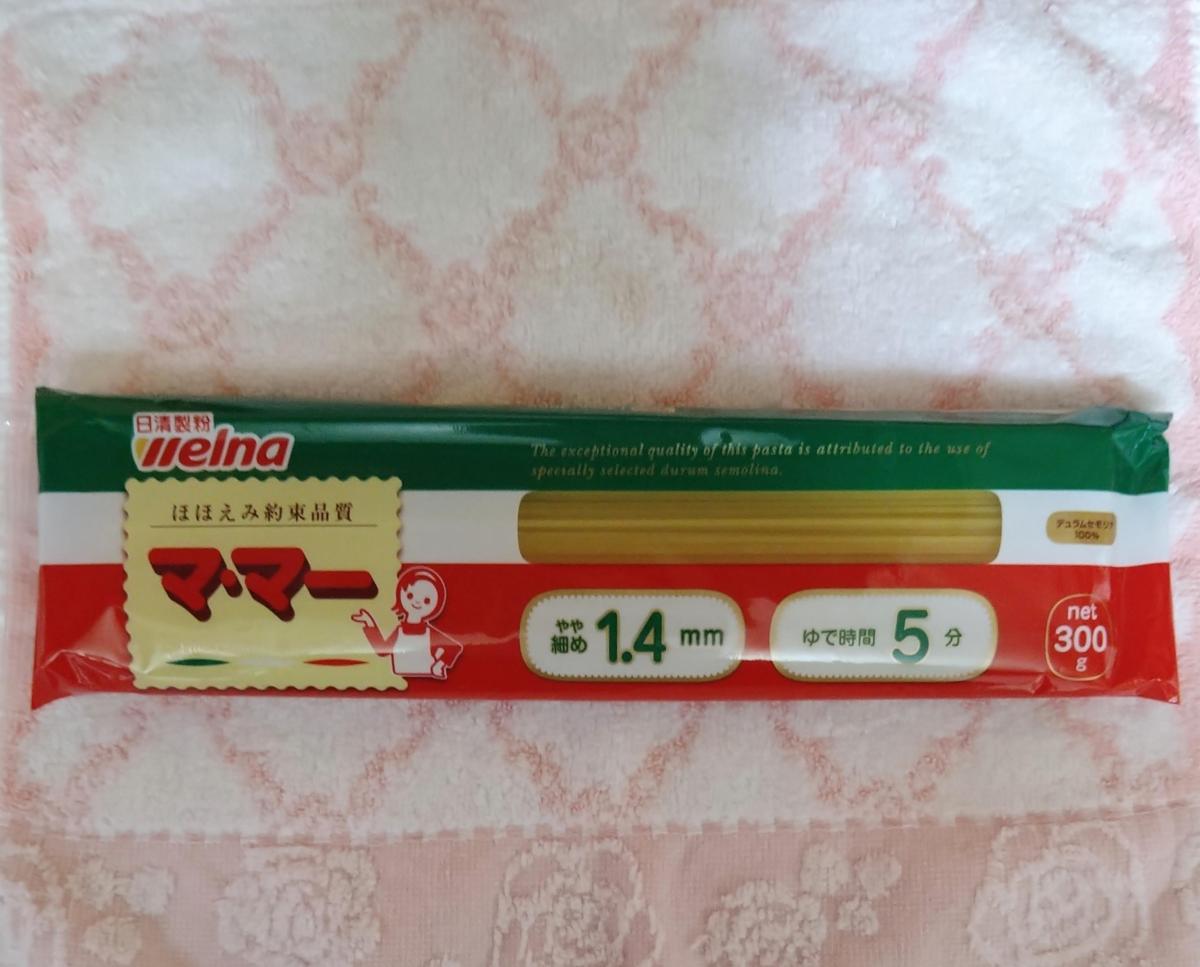 日清製粉
Welna
The exceptional quality of this pasta is attributed to the use of
specially selected durum semolina.
ほほえみ約束品質
マ・マー
デュラムセモリナ
100%
やや
細め 1.4 mm
ゆで時間 5 分
net
300
g